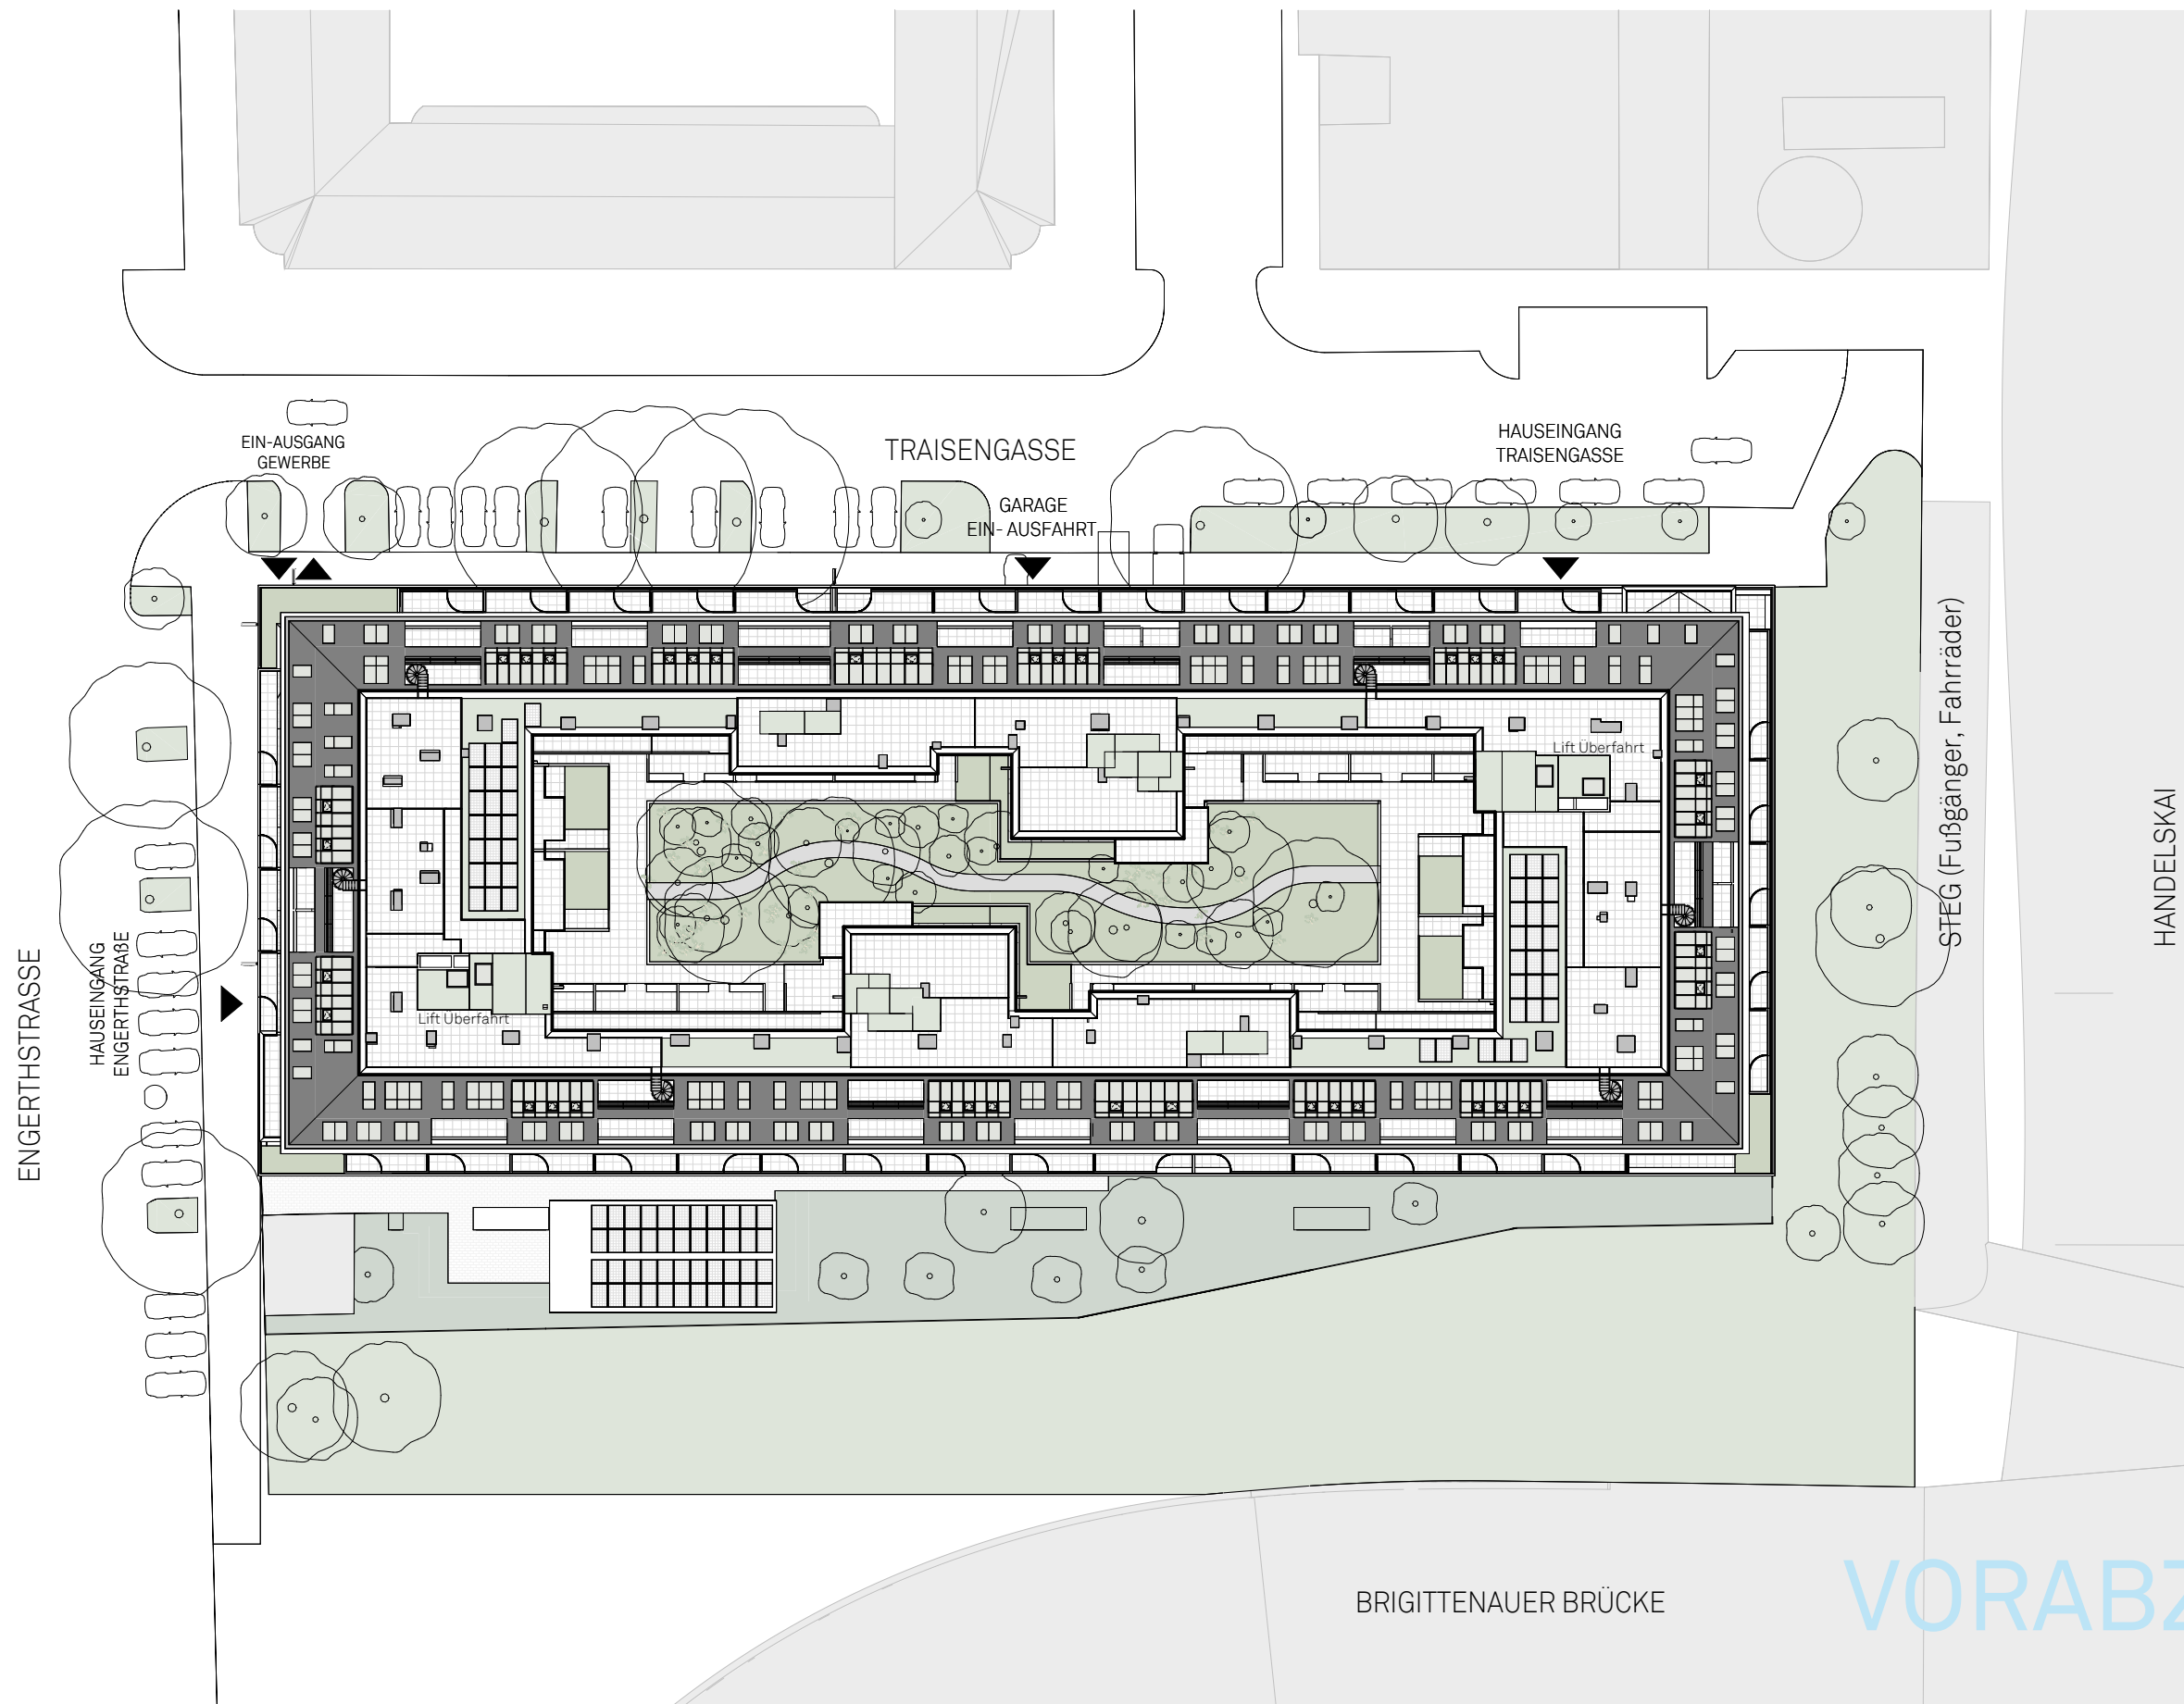 EIN-AUSGANG
GEWERBE
TRAISENGASSE
HAUSEINGANG
TRAISENGASSE
GARAGE
EIN- AUSFAHRT
Lift Überfahrt
STEG (Fußgänger, Fahrräder)
HANDELSKAI
ENGERTHSTRASSE
HAUSEINGANG
ENGERTHSTRAßE
Lift Überfahrt
BRIGITTENAUER BRÜCKE
VORABZ